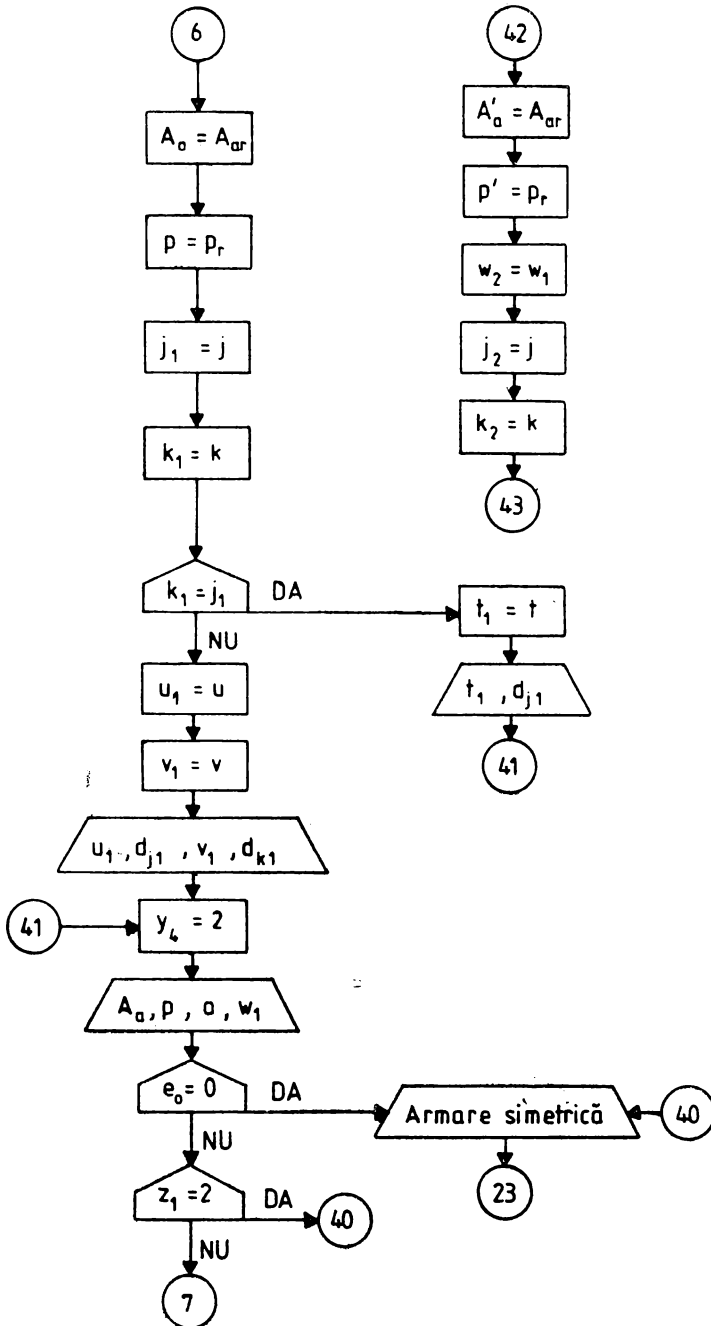 6
A_a = A_ar
p = p_r
j_1 = j
k_1 = k
k_1 = j_1
DA
NU
u_1 = u
v_1 = v
u_1, d_j1, v_1, d_k1
41
y_4 = 2
A_a, p, a, w_1
e_o = 0
DA
NU
z_1 = 2
DA
40
NU
7
42
A'_a = A_ar
p' = p_r
w_2 = w_1
j_2 = j
k_2 = k
43
t_1 = t
t_1, d_j1
41
Armare simetrică
40
23